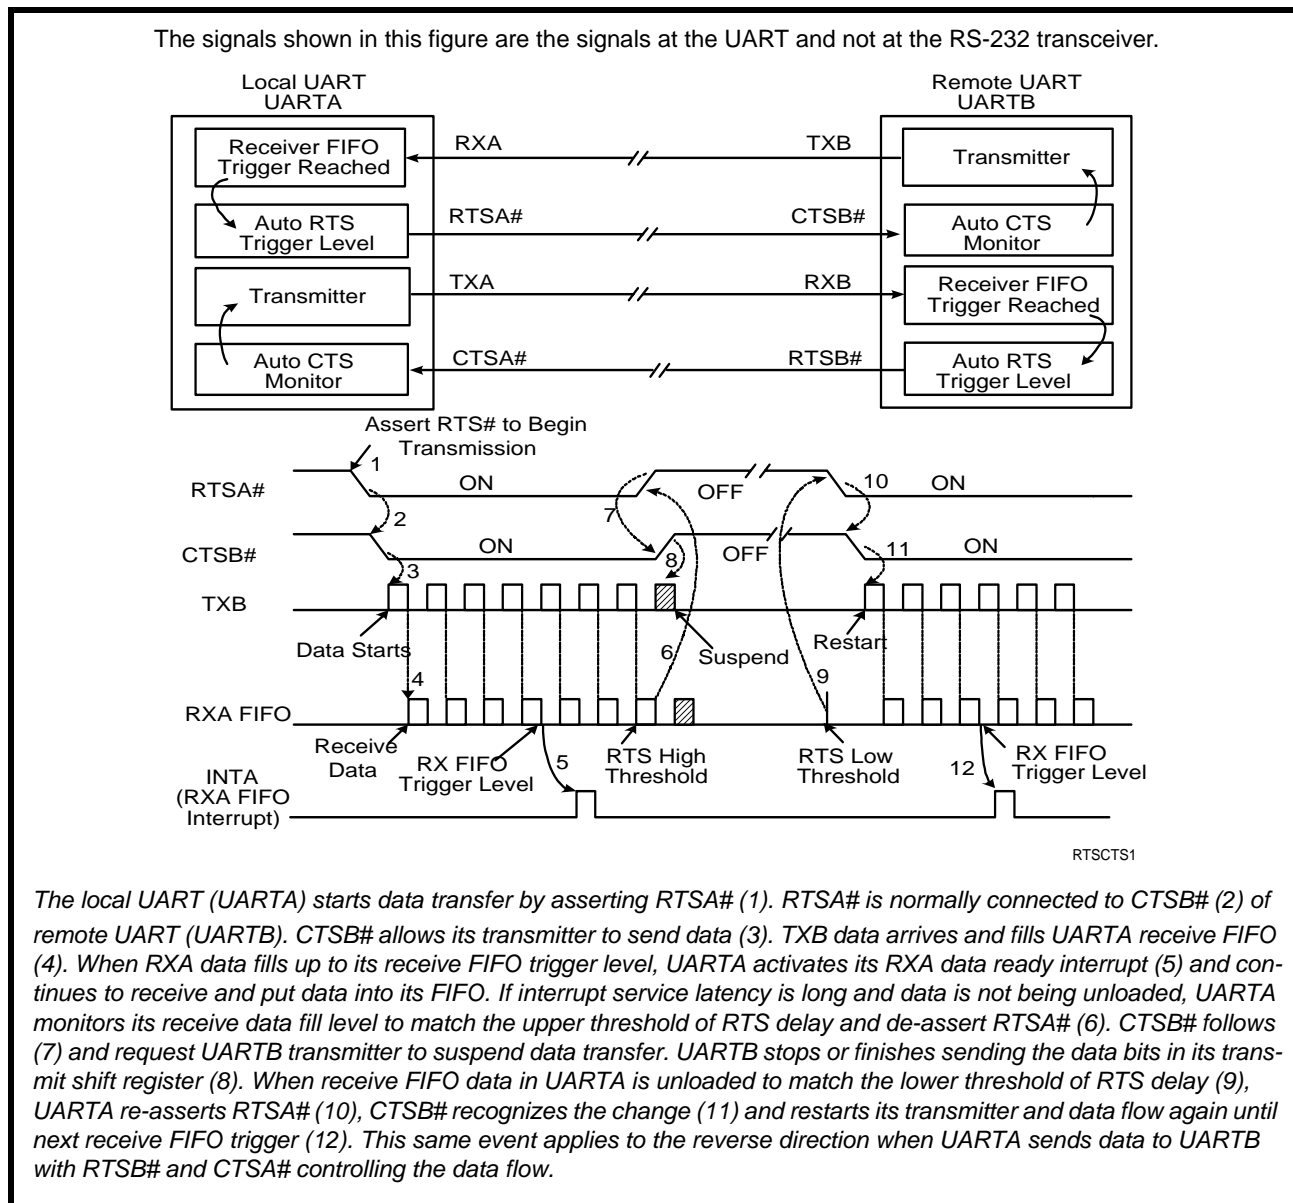 The signals shown in this figure are the signals at the UART and not at the RS-232 transceiver.
Local UART
UARTA
Remote UART
UARTB
Receiver FIFO
Trigger Reached
RXA
TXB
Transmitter
Auto RTS
Trigger Level
RTSA#
CTSB#
Auto CTS
Monitor
Transmitter
TXA
RXB
Receiver FIFO
Trigger Reached
Auto CTS
Monitor
CTSA#
RTSB#
Auto RTS
Trigger Level
Assert RTS# to Begin
Transmission
RTSA#
1
ON
OFF
10
ON
2
7
CTSB#
ON
OFF
11
ON
3
8
TXB
Data Starts
6
Suspend
Restart
4
9
RXA FIFO
Receive
Data
RX FIFO
Trigger Level
5
RTS High
Threshold
RTS Low
Threshold
12
RX FIFO
Trigger Level
INTA
(RXA FIFO
Interrupt)
RTSCTS1
The local UART (UARTA) starts data transfer by asserting RTSA# (1). RTSA# is normally connected to CTSB# (2) of
remote UART (UARTB). CTSB# allows its transmitter to send data (3). TXB data arrives and fills UARTA receive FIFO
(4). When RXA data fills up to its receive FIFO trigger level, UARTA activates its RXA data ready interrupt (5) and con-
tinues to receive and put data into its FIFO. If interrupt service latency is long and data is not being unloaded, UARTA
monitors its receive data fill level to match the upper threshold of RTS delay and de-assert RTSA# (6). CTSB# follows
(7) and request UARTB transmitter to suspend data transfer. UARTB stops or finishes sending the data bits in its trans-
mit shift register (8). When receive FIFO data in UARTA is unloaded to match the lower threshold of RTS delay (9),
UARTA re-asserts RTSA# (10), CTSB# recognizes the change (11) and restarts its transmitter and data flow again until
next receive FIFO trigger (12). This same event applies to the reverse direction when UARTA sends data to UARTB
with RTSB# and CTSA# controlling the data flow.